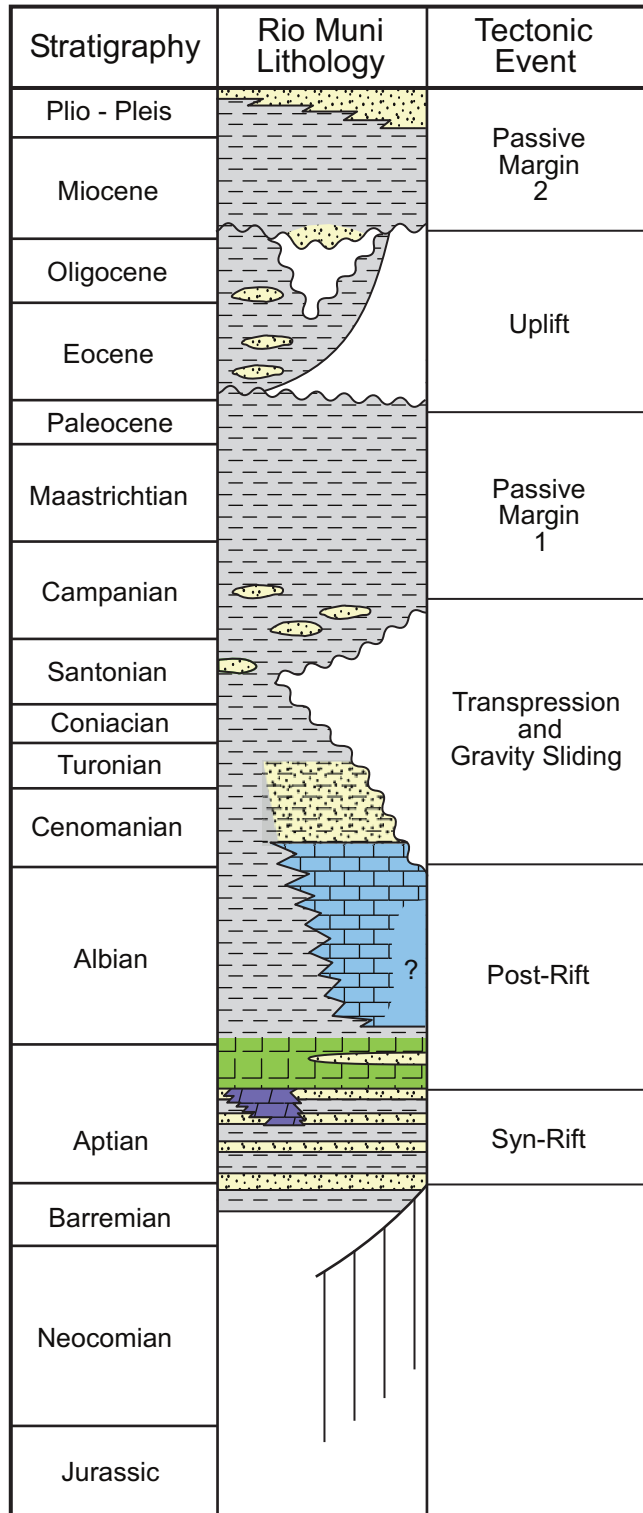 Stratigraphy
Rio Muni
Lithology
Tectonic
Event
Plio - Pleis
Miocene
Oligocene
Eocene
Paleocene
Maastrichtian
Campanian
Santonian
Coniacian
Turonian
Cenomanian
Albian
Aptian
Barremian
Neocomian
Jurassic
?
Passive
Margin
2
Uplift
Passive
Margin
1
Transpression
and
Gravity Sliding
Post-Rift
Syn-Rift